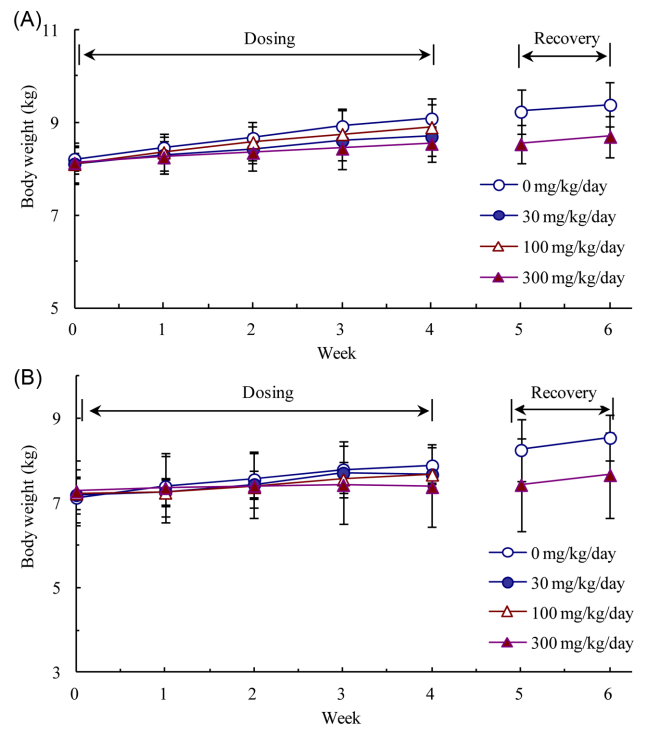 (A)
11
Dosing
Recovery
9
Body weight (kg)
0 mg/kg/day
30 mg/kg/day
7
100 mg/kg/day
300 mg/kg/day
5
0 1 2 3 4 5 6
Week
(B)
Dosing
Recovery
9
Body weight (kg)
7
0 mg/kg/day
5
30 mg/kg/day
100 mg/kg/day
300 mg/kg/day
3
0 1 2 3 4 5 6
Week